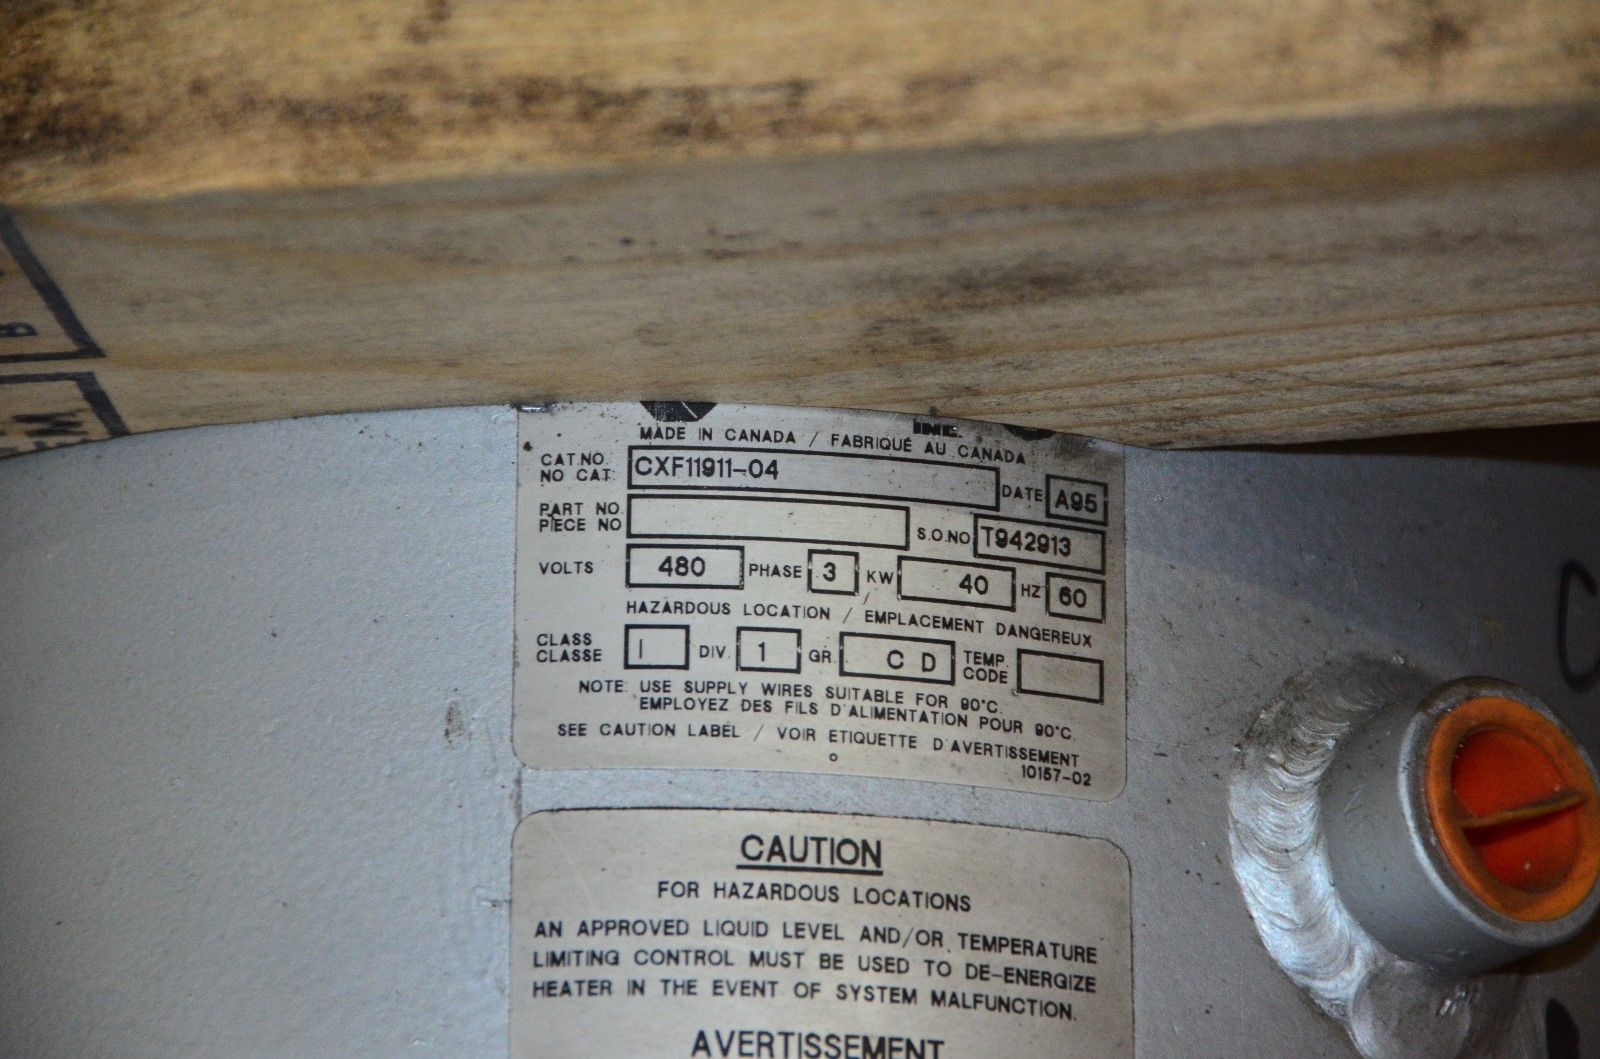 INC.
MADE IN CANADA / FABRIQUÉ AU CANADA
CAT.NO. CXF11911-04
NO CAT.
DATE A95
PART NO.
PIECE NO
S.O.NO T942913
VOLTS 480 PHASE 3 KW 40 HZ 60
HAZARDOUS LOCATION / EMPLACEMENT DANGEREUX
CLASS I DIV. 1 GR. C D TEMP.
CLASSE CODE
NOTE: USE SUPPLY WIRES SUITABLE FOR 90°C.
EMPLOYEZ DES FILS D'ALIMENTATION POUR 90°C.
SEE CAUTION LABEL / VOIR ETIQUETTE D'AVERTISSEMENT
10157-02
CAUTION
FOR HAZARDOUS LOCATIONS
AN APPROVED LIQUID LEVEL AND/OR TEMPERATURE
LIMITING CONTROL MUST BE USED TO DE-ENERGIZE
HEATER IN THE EVENT OF SYSTEM MALFUNCTION.
AVERTISSEMENT